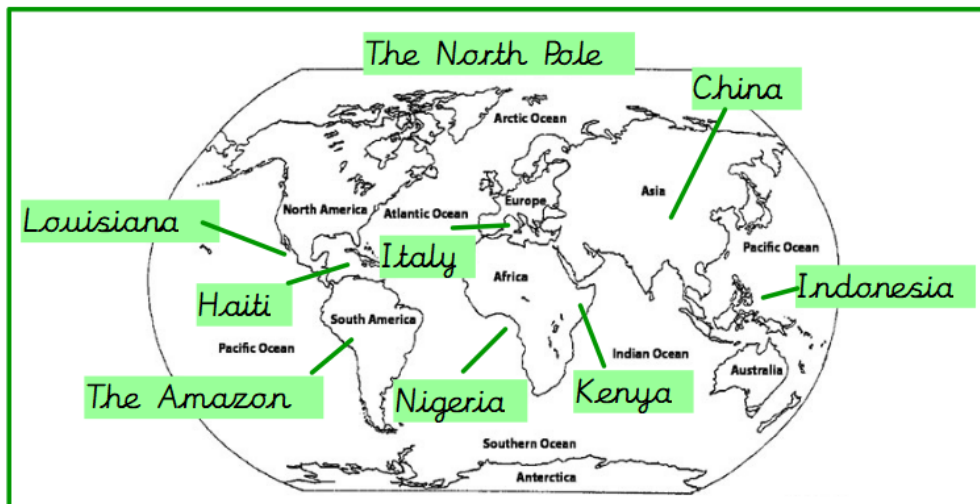 The North Pole
China
Arctic Ocean
Asia
North America
Atlantic Ocean
Europe
Louisiana
Pacific Ocean
Italy
Africa
Indonesia
Haiti
South America
Pacific Ocean
Indian Ocean
Australia
The Amazon
Nigeria
Kenya
Southern Ocean
Anterctica